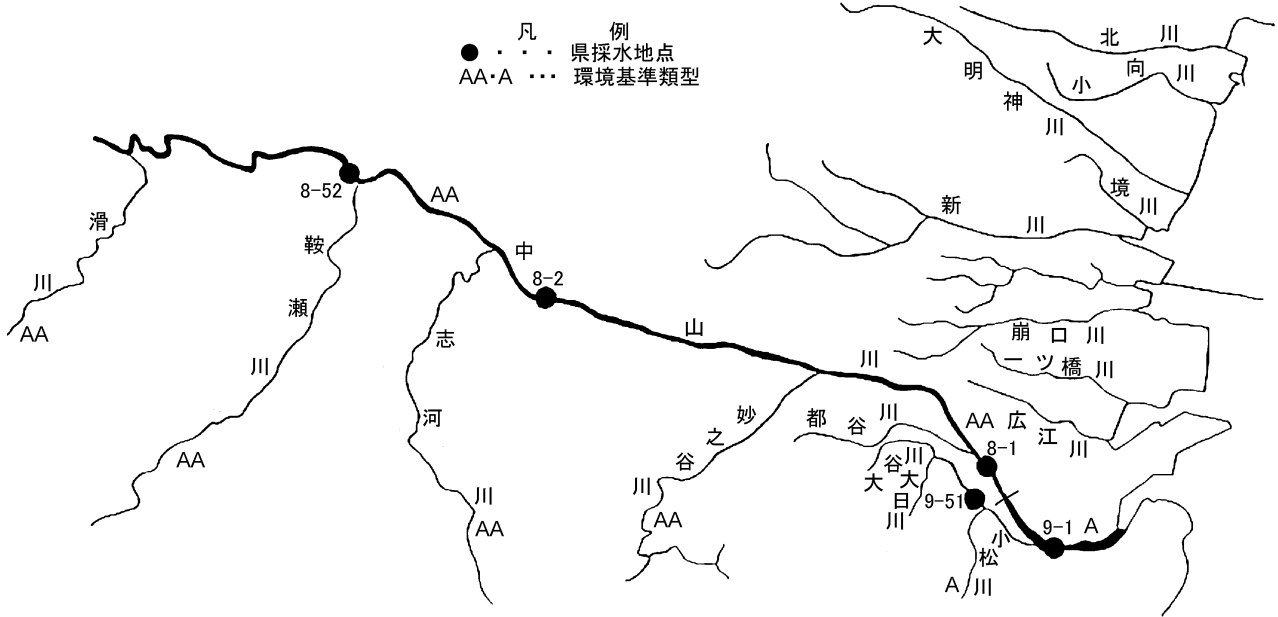 凡 例
●・・・県採水地点
AA・A ・・・環境基準類型
北川
小向川
大明神川
境川
新川
崩口川
一ツ橋川
広江川
中山川
AA
AA
A
8-52
8-2
8-1
9-1
9-51
滑川
AA
鞍瀬川
AA
志河川
AA
妙之谷川
AA
都谷川
大谷川
大日川
小松川
A